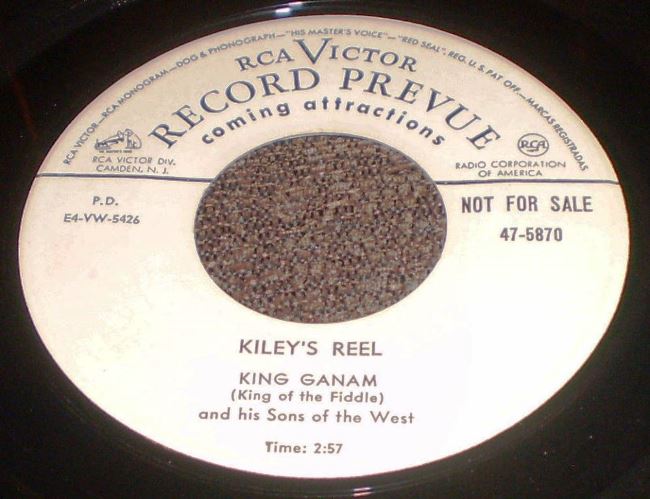 RCA VICTOR—RCA MONOGRAM—DOG & PHONOGRAPH—"HIS MASTER'S VOICE"—"RED SEAL", REG. U.S. PAT OFF.—MARCAS REGISTRADAS
RCA VICTOR
RECORD PREVUE
coming attractions
RCA VICTOR DIV.
CAMDEN, N. J.
RCA
RADIO CORPORATION
OF AMERICA
P.D.
E4-VW-5426
NOT FOR SALE
47-5870
KILEY'S REEL
KING GANAM
(King of the Fiddle)
and his Sons of the West
Time: 2:57